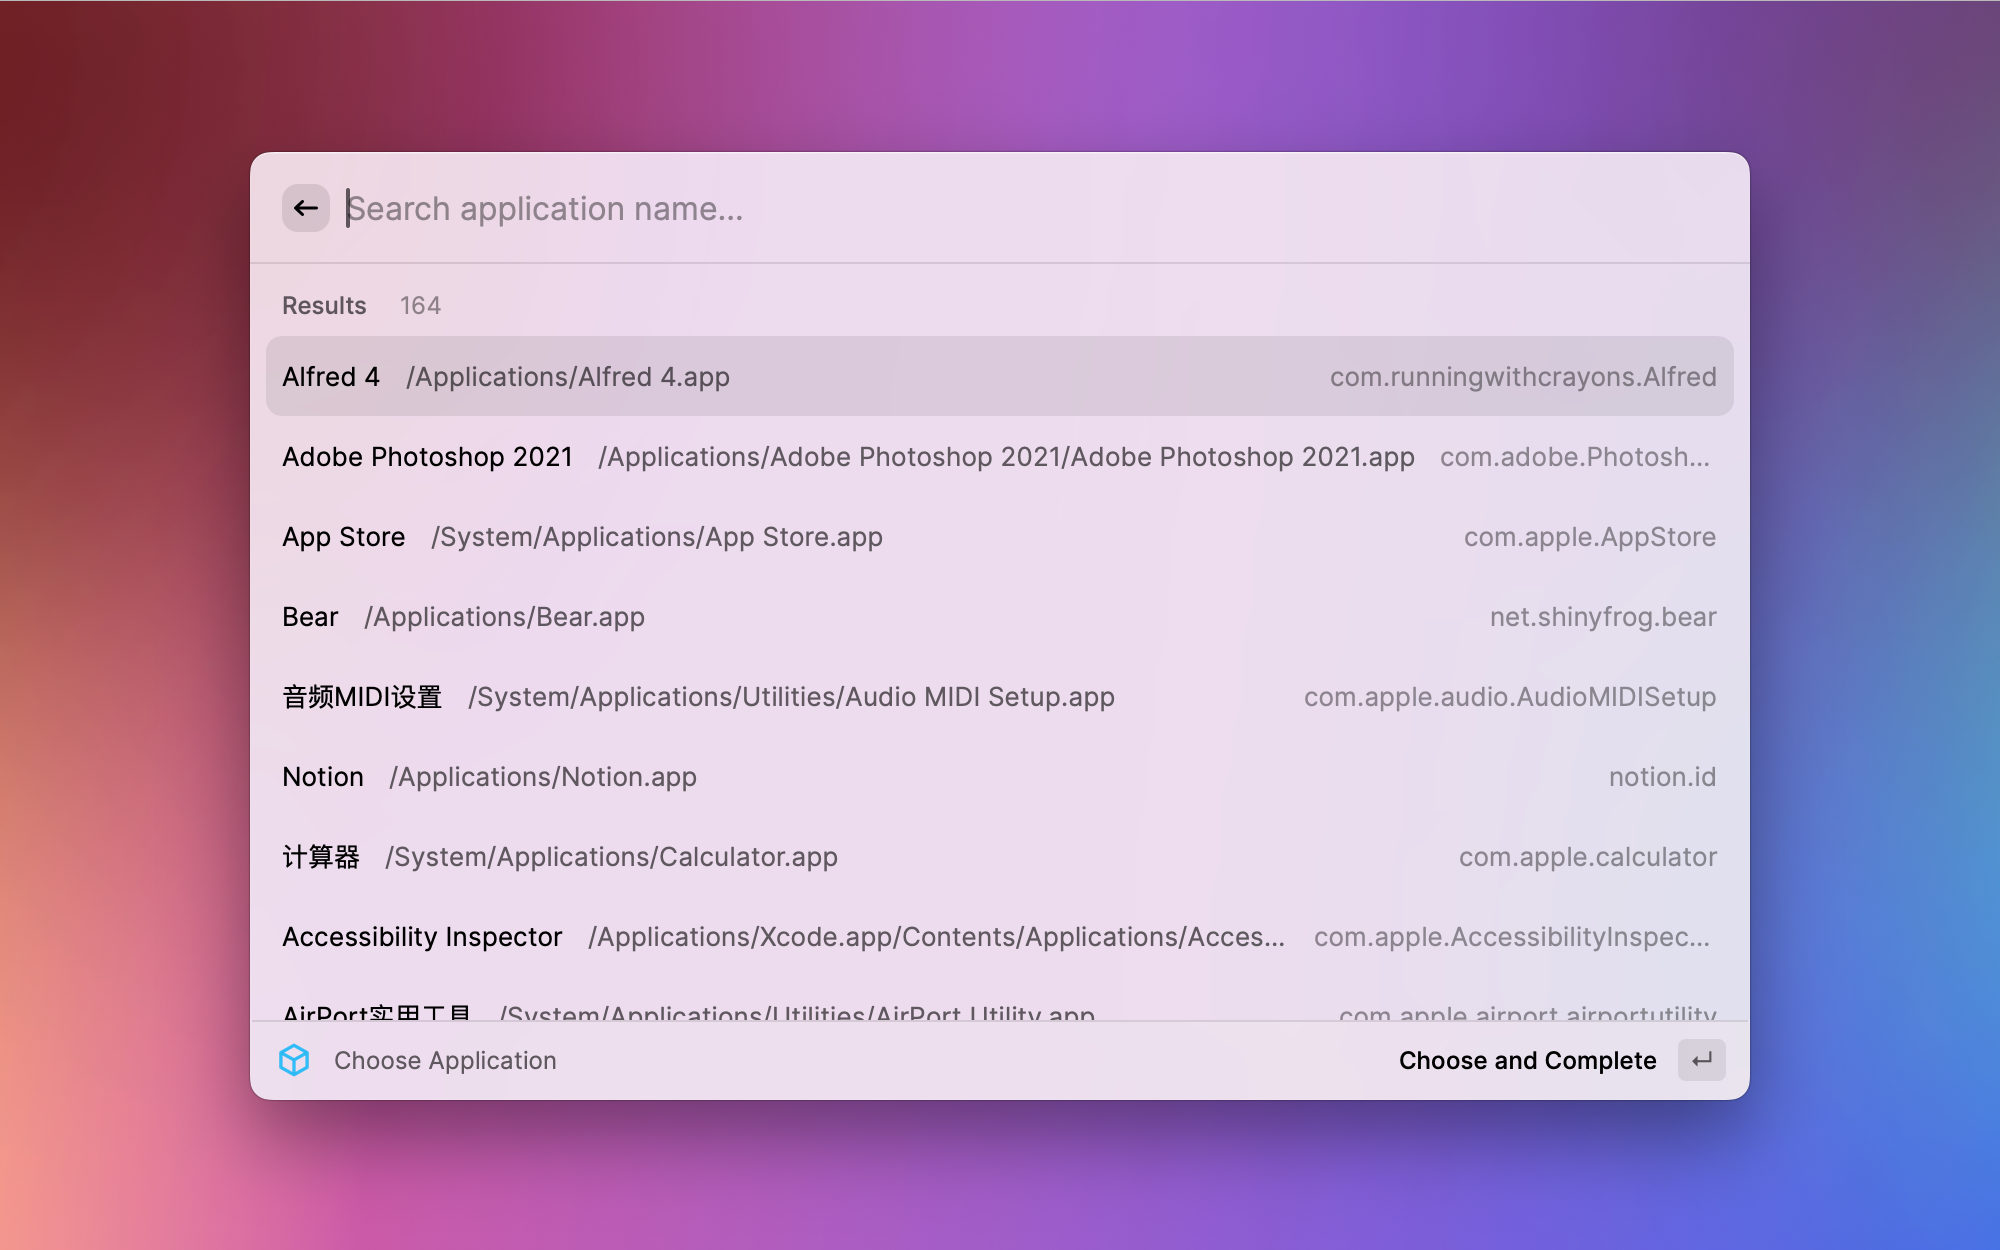 Search application name...
Results 164
Alfred 4 /Applications/Alfred 4.app com.runningwithcrayons.Alfred
Adobe Photoshop 2021 /Applications/Adobe Photoshop 2021/Adobe Photoshop 2021.app com.adobe.Photosh...
App Store /System/Applications/App Store.app com.apple.AppStore
Bear /Applications/Bear.app net.shinyfrog.bear
音频MIDI设置 /System/Applications/Utilities/Audio MIDI Setup.app com.apple.audio.AudioMIDISetup
Notion /Applications/Notion.app notion.id
计算器 /System/Applications/Calculator.app com.apple.calculator
Accessibility Inspector /Applications/Xcode.app/Contents/Applications/Acces... com.apple.AccessibilityInspec...
AirPort实用工具 /System/Applications/Utilities/AirPort Utility.app com.apple.airport.airportutility
Choose Application Choose and Complete